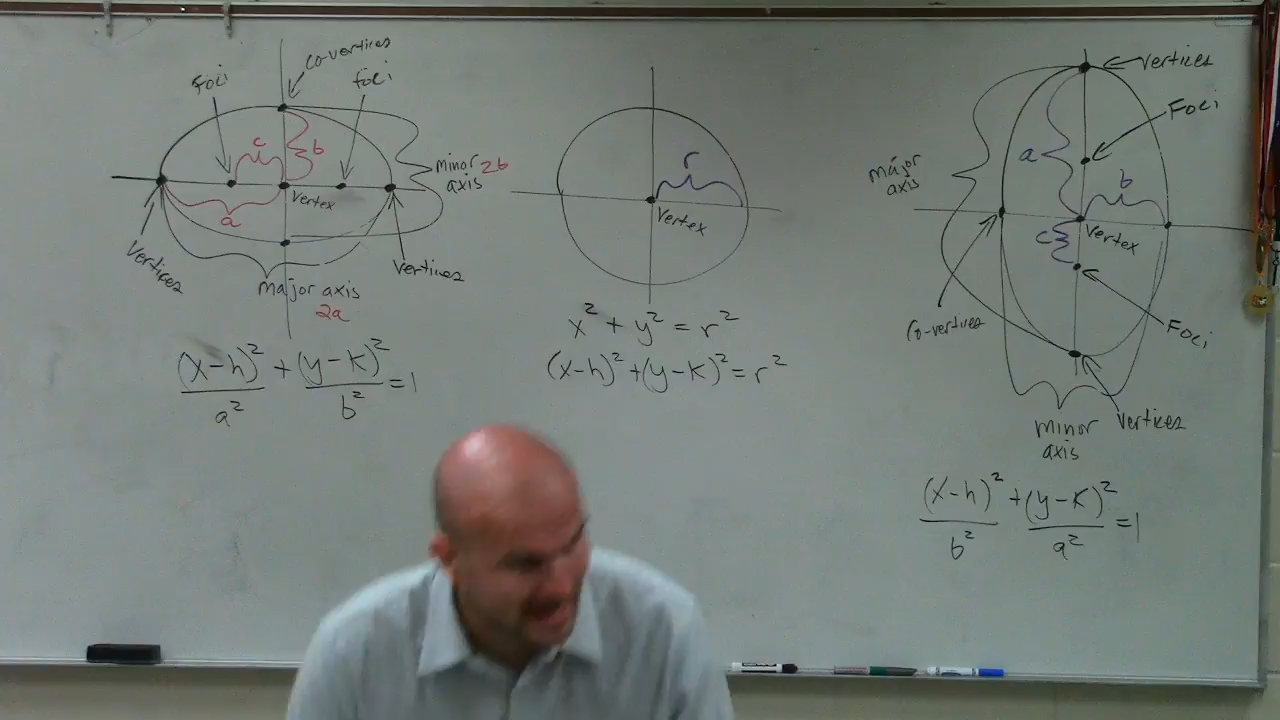 co-vertices
foci
foci
c
b
a
minor 2b
axis
Vertex
Vertices
Vertices
major axis
2a
(x-h)² + (y-k)² = 1
a² b²
r
Vertex
x² + y² = r²
(x-h)² + (y-k)² = r²
Vertices
Foci
major
axis
a
b
Vertex
c
Co-vertices
Foci
Vertices
minor
axis
(x-h)² + (y-k)² = 1
b² a²